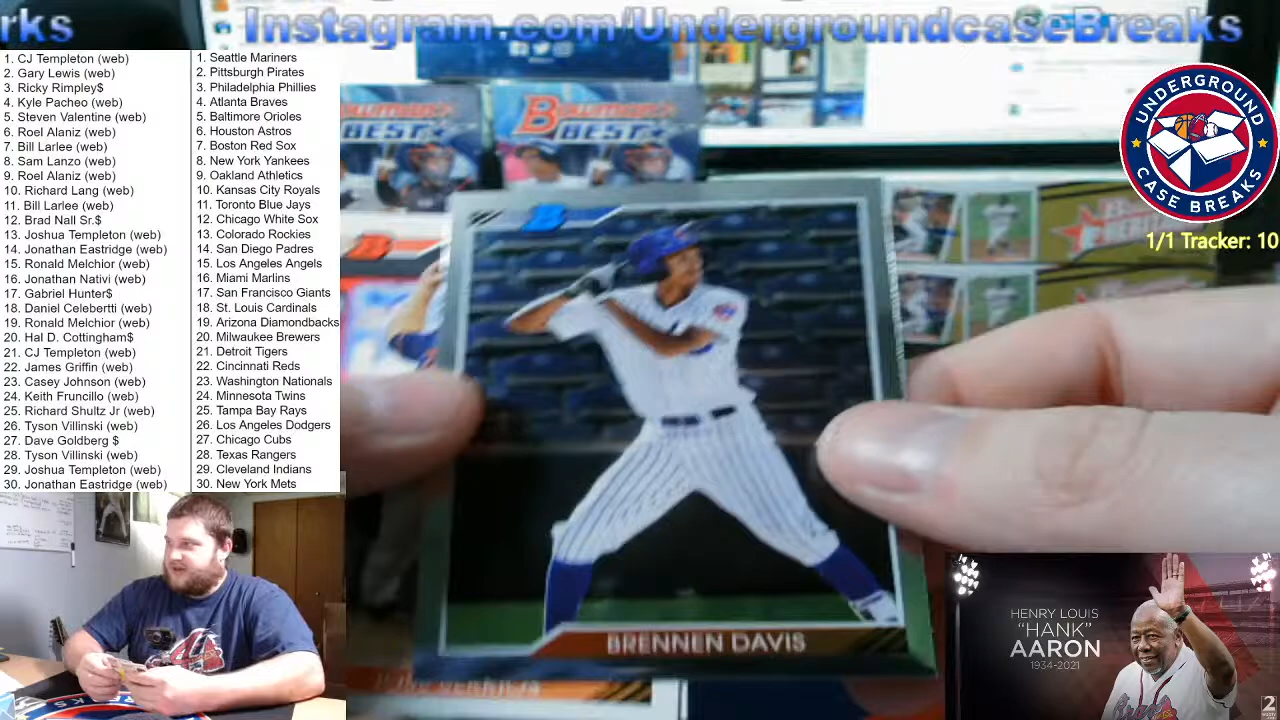 rks Instagram.com/UndergroundcaseBreaks
1. CJ Templeton (web)
2. Gary Lewis (web)
3. Ricky Rimpley$
4. Kyle Pacheo (web)
5. Steven Valentine (web)
6. Roel Alaniz (web)
7. Bill Larlee (web)
8. Sam Lanzo (web)
9. Roel Alaniz (web)
10. Richard Lang (web)
11. Bill Larlee (web)
12. Brad Nall Sr.$
13. Joshua Templeton (web)
14. Jonathan Eastridge (web)
15. Ronald Melchior (web)
16. Jonathan Nativi (web)
17. Gabriel Hunter$
18. Daniel Celebertti (web)
19. Ronald Melchior (web)
20. Hal D. Cottingham$
21. CJ Templeton (web)
22. James Griffin (web)
23. Casey Johnson (web)
24. Keith Fruncillo (web)
25. Richard Shultz Jr (web)
26. Tyson Villinski (web)
27. Dave Goldberg $
28. Tyson Villinski (web)
29. Joshua Templeton (web)
30. Jonathan Eastridge (web)
1. Seattle Mariners
2. Pittsburgh Pirates
3. Philadelphia Phillies
4. Atlanta Braves
5. Baltimore Orioles
6. Houston Astros
7. Boston Red Sox
8. New York Yankees
9. Oakland Athletics
10. Kansas City Royals
11. Toronto Blue Jays
12. Chicago White Sox
13. Colorado Rockies
14. San Diego Padres
15. Los Angeles Angels
16. Miami Marlins
17. San Francisco Giants
18. St. Louis Cardinals
19. Arizona Diamondbacks
20. Milwaukee Brewers
21. Detroit Tigers
22. Cincinnati Reds
23. Washington Nationals
24. Minnesota Twins
25. Tampa Bay Rays
26. Los Angeles Dodgers
27. Chicago Cubs
28. Texas Rangers
29. Cleveland Indians
30. New York Mets
BOWMAN'S
BEST
BOWMAN'S
BEST
BRENNEN DAVIS
UNDERGROUND
CASE BREAKS
1/1 Tracker: 10
HENRY LOUIS
"HANK"
AARON
1934-2021
2